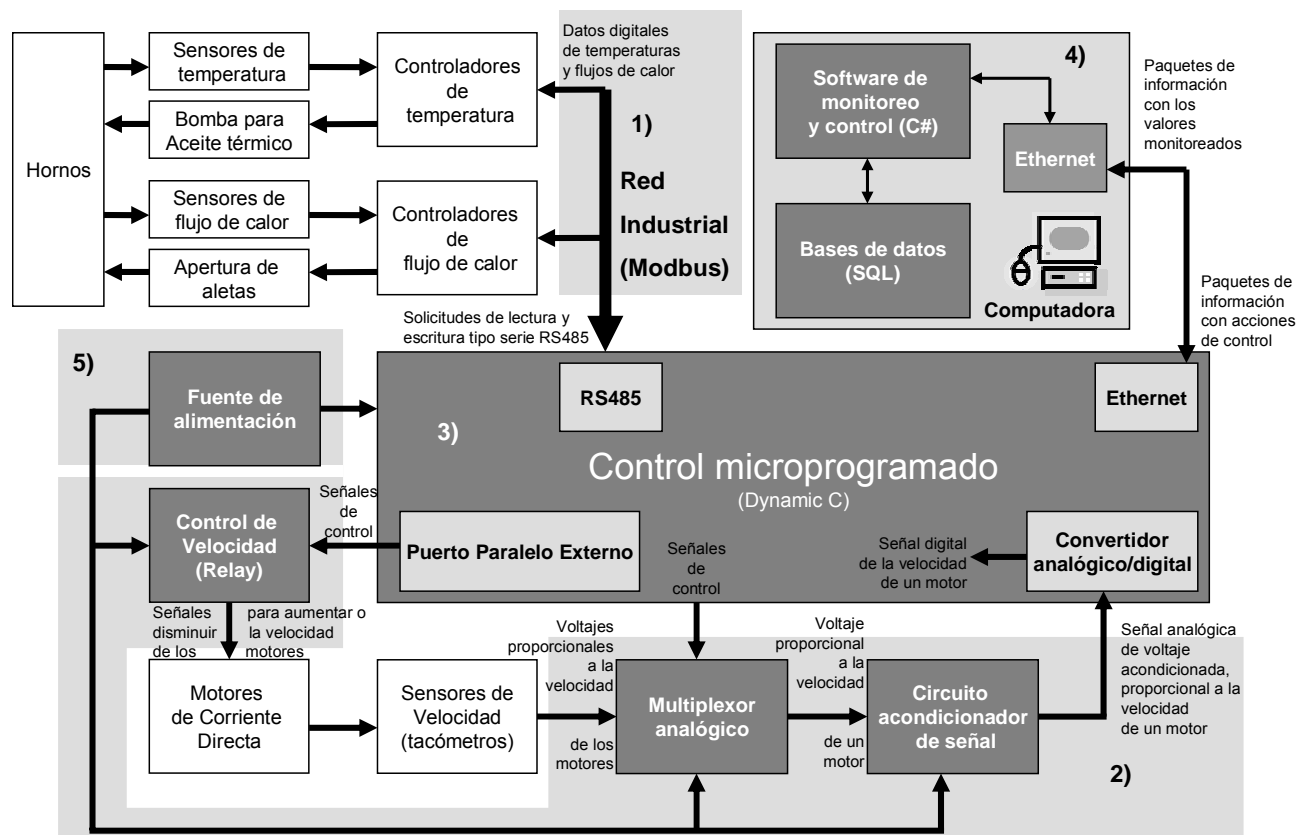 Hornos
Sensores de
temperatura
Bomba para
Aceite térmico
Controladores
de
temperatura
Sensores de
flujo de calor
Apertura de
aletas
Controladores
de
flujo de calor
Datos digitales
de temperaturas
y flujos de calor
1)
Red
Industrial
(Modbus)
Solicitudes de lectura y
escritura tipo serie RS485
4)
Software de
monitoreo
y control (C#)
Ethernet
Bases de datos
(SQL)
Computadora
Paquetes de
información
con los
valores
monitoreados
Paquetes de
información
con acciones
de control
5)
Fuente de
alimentación
3)
RS485
Ethernet
Control microprogramado
(Dynamic C)
Puerto Paralelo Externo
Señales
de
control
Señal digital
de la velocidad
de un motor
Convertidor
analógico/digital
Señales
de
control
Control de
Velocidad
(Relay)
Señales para aumentar o
disminuir la velocidad
de los motores
Motores
de Corriente
Directa
Sensores de
Velocidad
(tacómetros)
Voltajes
proporcionales
a la
velocidad
de los
motores
Multiplexor
analógico
Voltaje
proporcional
a la
velocidad
de un
motor
Circuito
acondicionador
de señal
Señal analógica
de voltaje
acondicionada,
proporcional a la
velocidad
de un motor
2)